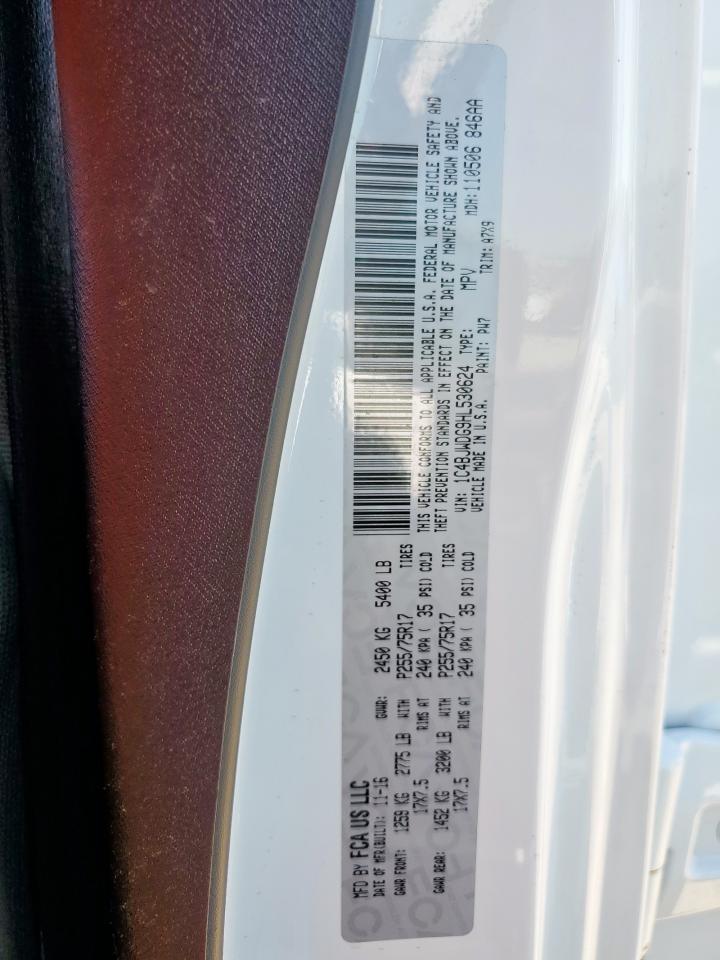 MFD BY FCA US LLC
DATE OF MFR(BUILT): 11-16 GVWR: 2450 KG 5400 LB
GAWR FRONT: 1259 KG 2775 LB WITH P255/75R17 TIRES
17X7.5 RIMS AT 240 KPA ( 35 PSI) COLD
GAWR REAR: 1452 KG 3200 LB WITH P255/75R17 TIRES
17X7.5 RIMS AT 240 KPA ( 35 PSI) COLD
THIS VEHICLE CONFORMS TO ALL APPLICABLE U.S.A. FEDERAL MOTOR VEHICLE SAFETY AND
THEFT PREVENTION STANDARDS IN EFFECT ON THE DATE OF MANUFACTURE SHOWN ABOVE.
VIN: 1C4BJWDG9HL530624 TYPE: MPV MDH: 110506 846AA
VEHICLE MADE IN U.S.A. PAINT: PW7 TRIM: A7X9